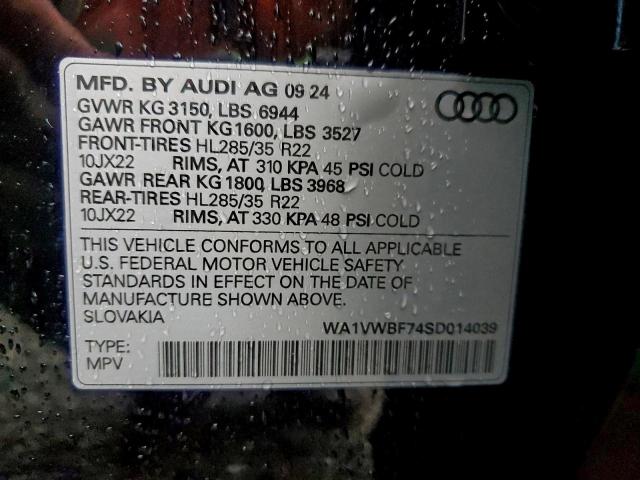 MFD. BY AUDI AG 09 24
GVWR KG 3150, LBS 6944
GAWR FRONT KG 1600, LBS 3527
FRONT-TIRES HL285/35 R22
10JX22 RIMS, AT 310 KPA 45 PSI COLD
GAWR REAR KG 1800, LBS 3968
REAR-TIRES HL285/35 R22
10JX22 RIMS, AT 330 KPA 48 PSI COLD
THIS VEHICLE CONFORMS TO ALL APPLICABLE
U.S. FEDERAL MOTOR VEHICLE SAFETY
STANDARDS IN EFFECT ON THE DATE OF
MANUFACTURE SHOWN ABOVE.
SLOVAKIA
WA1VWBF74SD014039
TYPE:
MPV